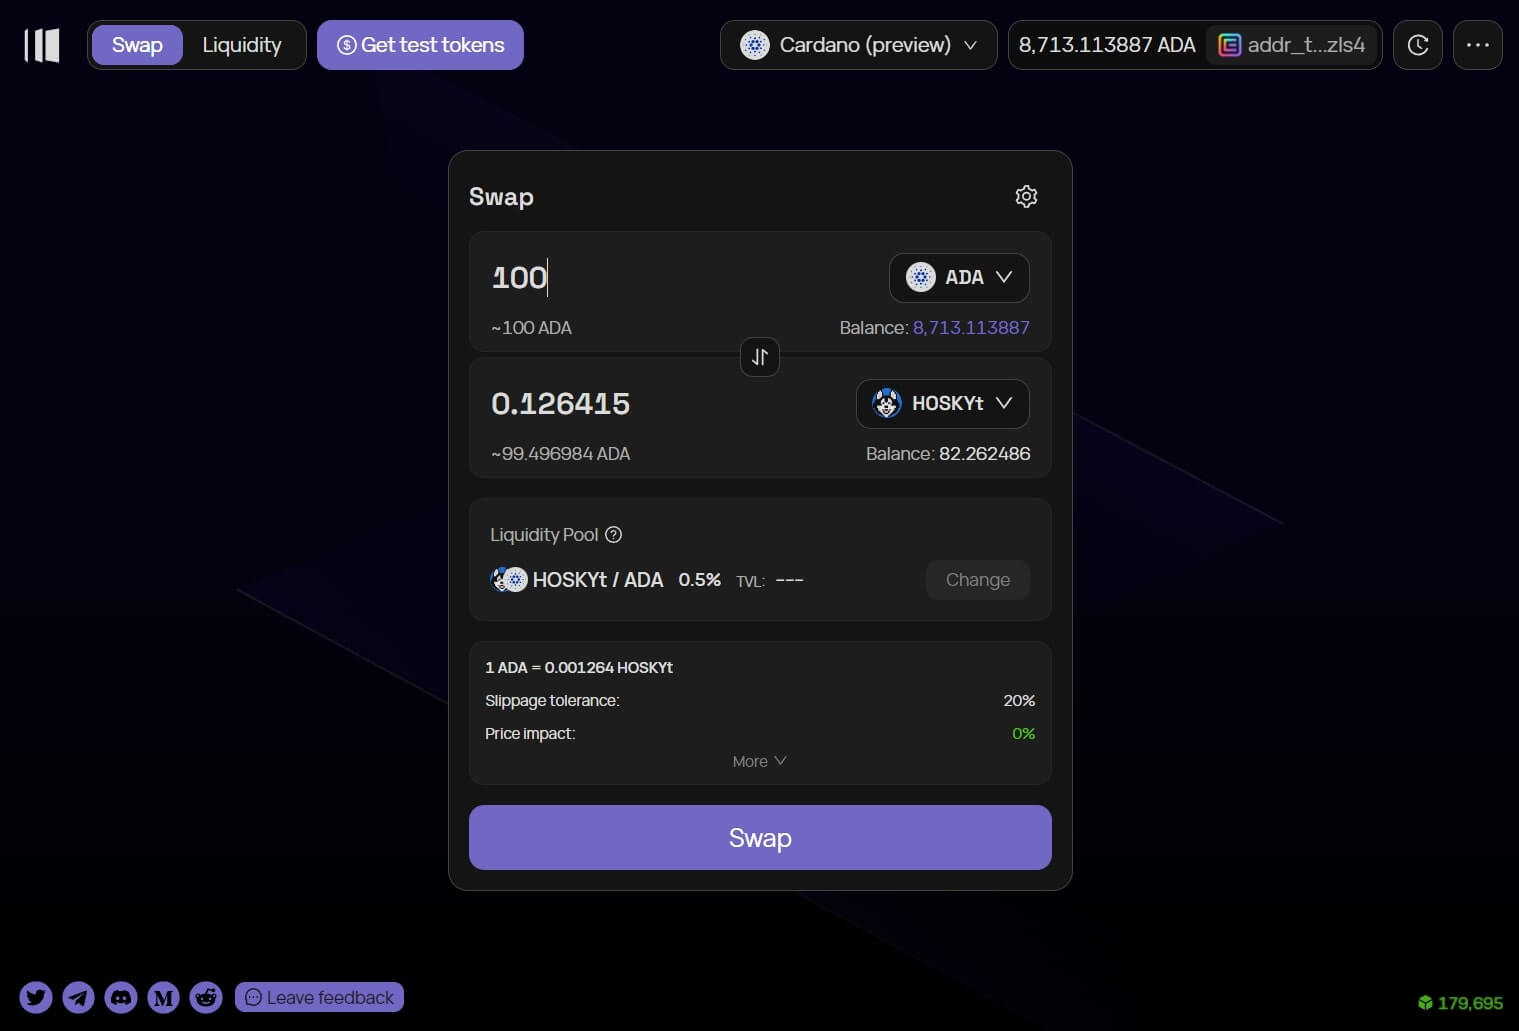 Swap Liquidity Get test tokens Cardano (preview) 8,713.113887 ADA addr_t...zls4
Swap
100 ADA
~100 ADA Balance: 8,713.113887
0.126415 HOSKYt
~99.496984 ADA Balance: 82.262486
Liquidity Pool
HOSKYt / ADA 0.5% TVL: ---
Change
1 ADA = 0.001264 HOSKYt
Slippage tolerance: 20%
Price impact: 0%
More
Swap
Leave feedback
179,695